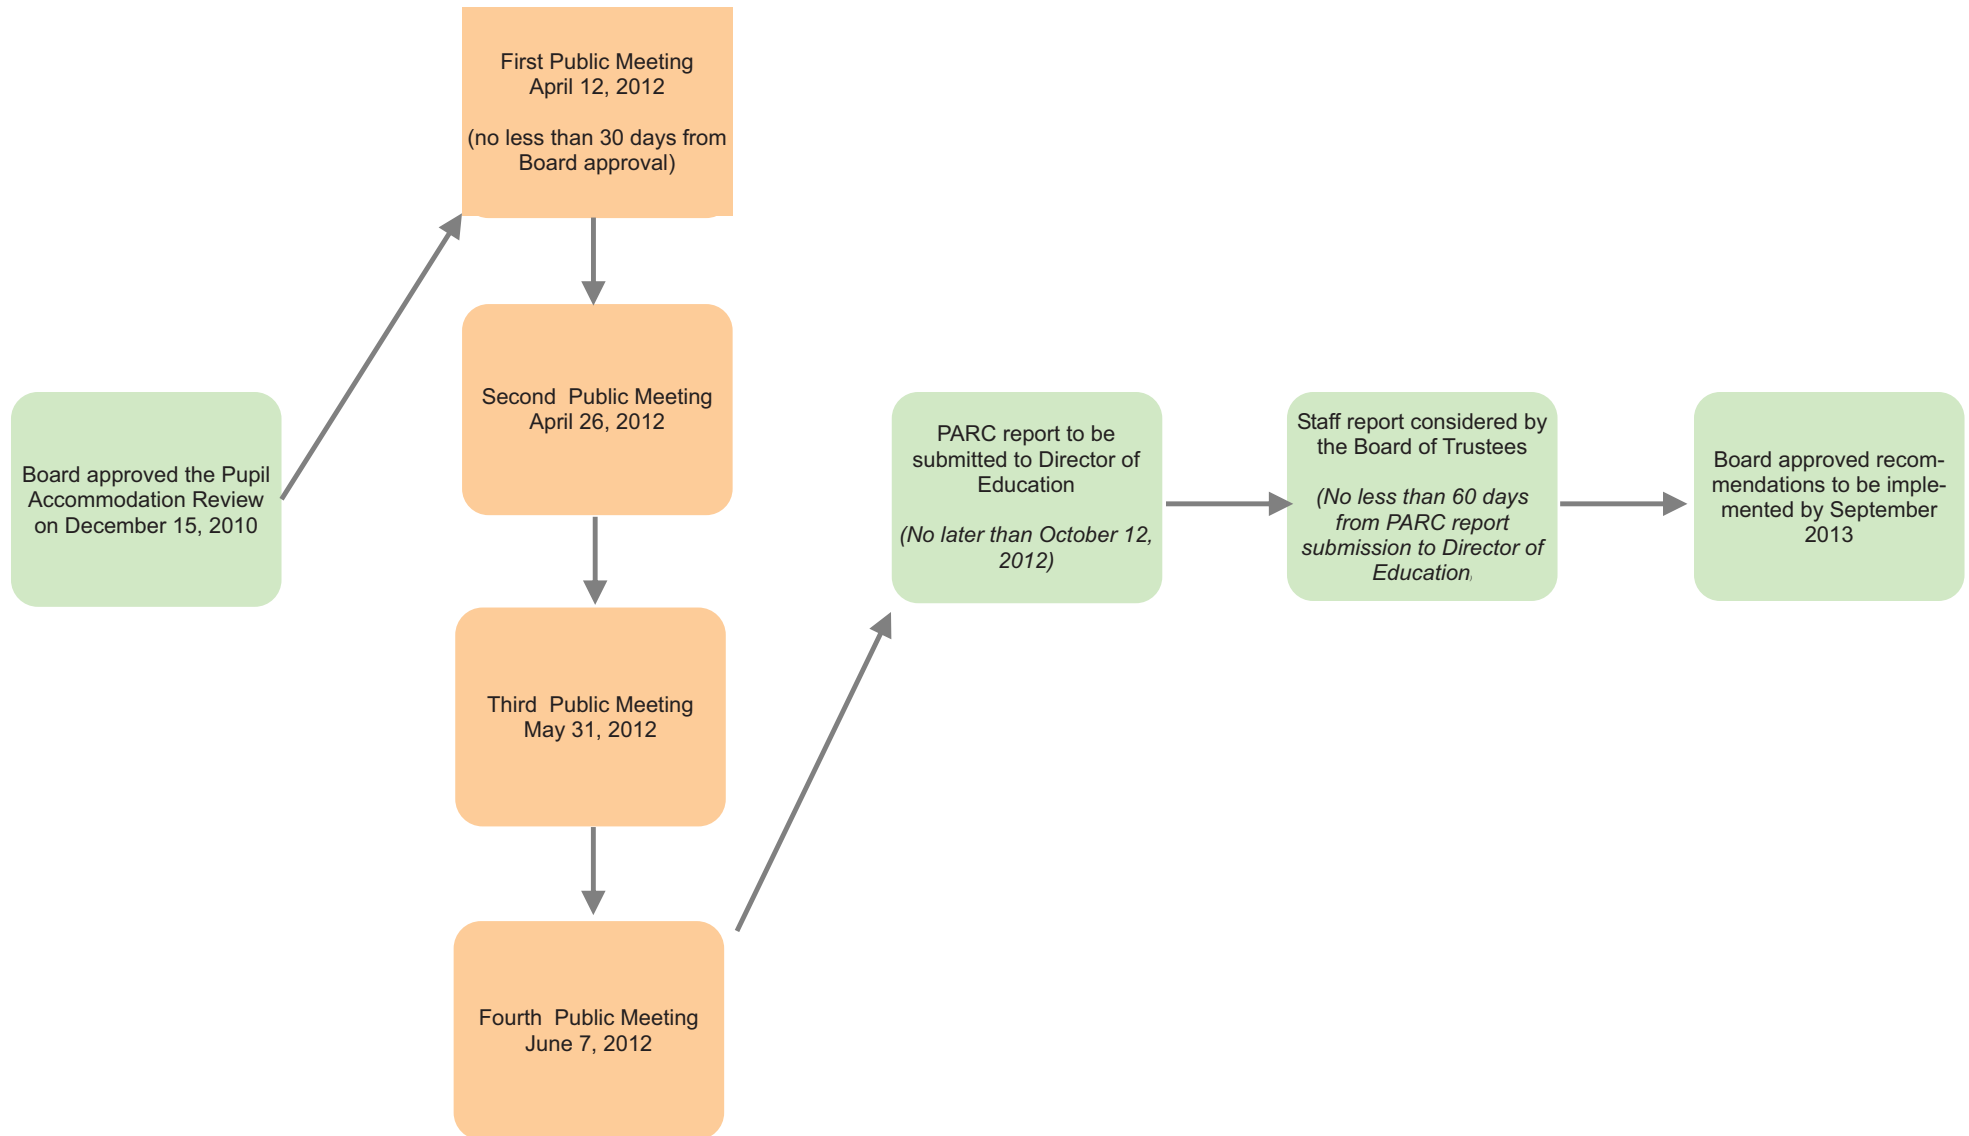 Board approved the Pupil
Accommodation Review
on December 15, 2010
First Public Meeting
April 12, 2012
(no less than 30 days from
Board approval)
Second  Public Meeting
April 26, 2012
Third  Public Meeting
May 31, 2012
Fourth  Public Meeting
June 7, 2012
PARC report to be
submitted to Director of
Education
(No later than October 12,
2012)
Staff report considered by
the Board of Trustees
(No less than 60 days
from PARC report
submission to Director of
Education)
Board approved recom-
mendations to be imple-
mented by September
2013